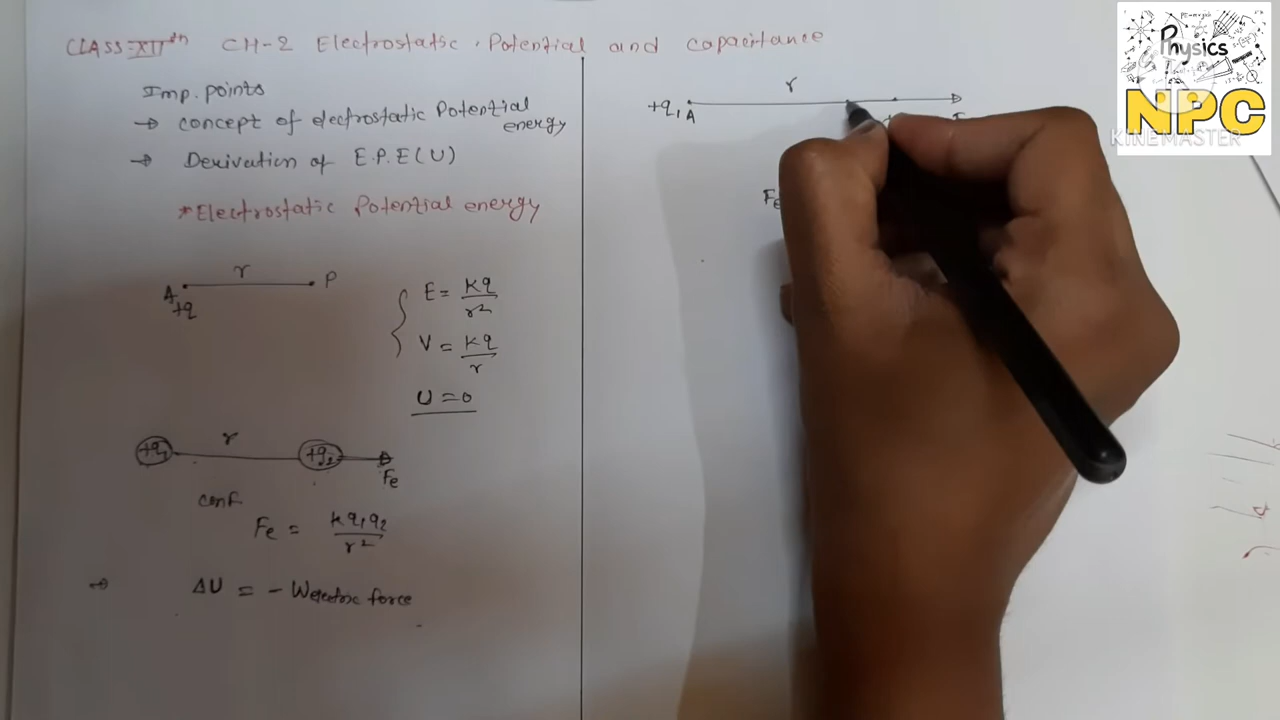 CLASS-XIIth CH-2 Electrostatic Potential and capacitance
Imp. points
→ concept of electrostatic Potential energy
→ Derivation of E.P.E (U)
*Electrostatic Potential energy
r
A P
+q
E = kq/r²
V = kq/r
U = 0
+q1 r +q2
Fe
conf
Fe = kq1q2/r²
→ ΔU = - Welectric force
r
+q1 A
Fe
Physics
NPC
KINEMASTER